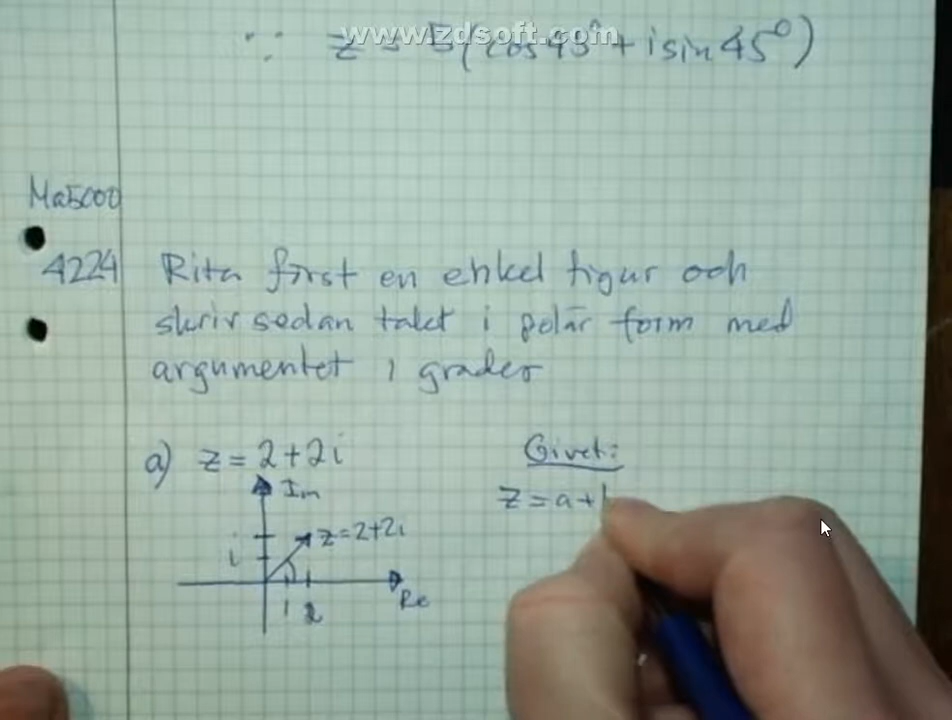 www.zdsoft.com
∵ z = 5(cos 45° + i sin 45°)
Ma5000
4224 Rita först en enkel figur och
skriv sedan talet i polär form med
argumentet i grader
a) z = 2+2i
Givet:
Im
z = a+b
z=2+2i
i
1 2
Re